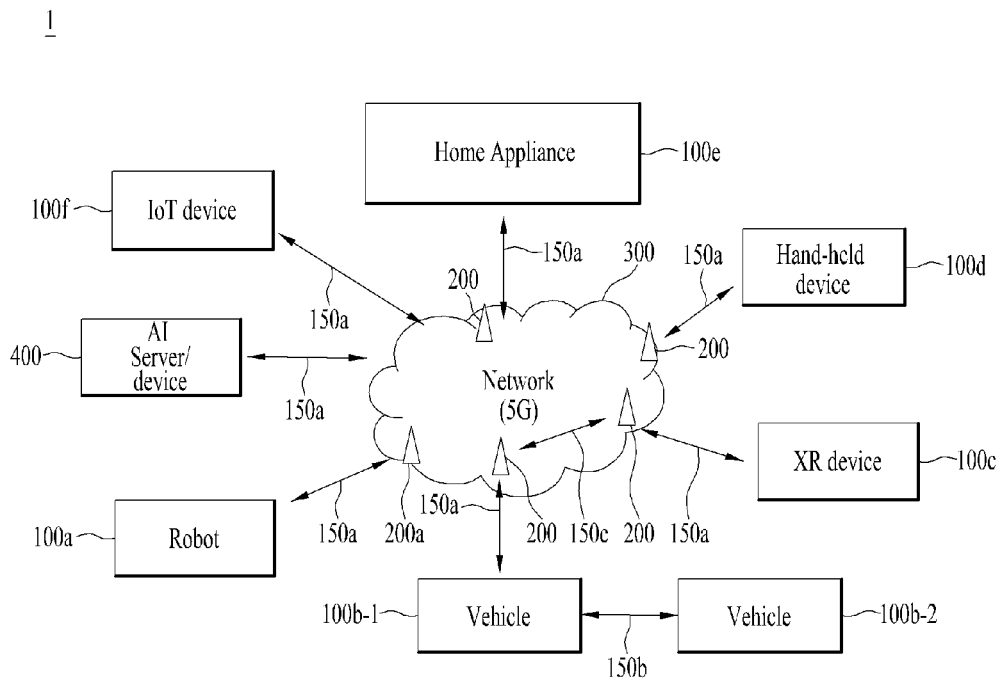 1
Home Appliance
100e
100f
IoT device
150a
300
150a
Hand-held
device
100d
200
150a
400
AI
Server/
device
150a
200
Network
(5G)
XR device
100c
150a
100a
Robot
150a
200a
200
150c
200
150a
100b-1
Vehicle
Vehicle
100b-2
150b